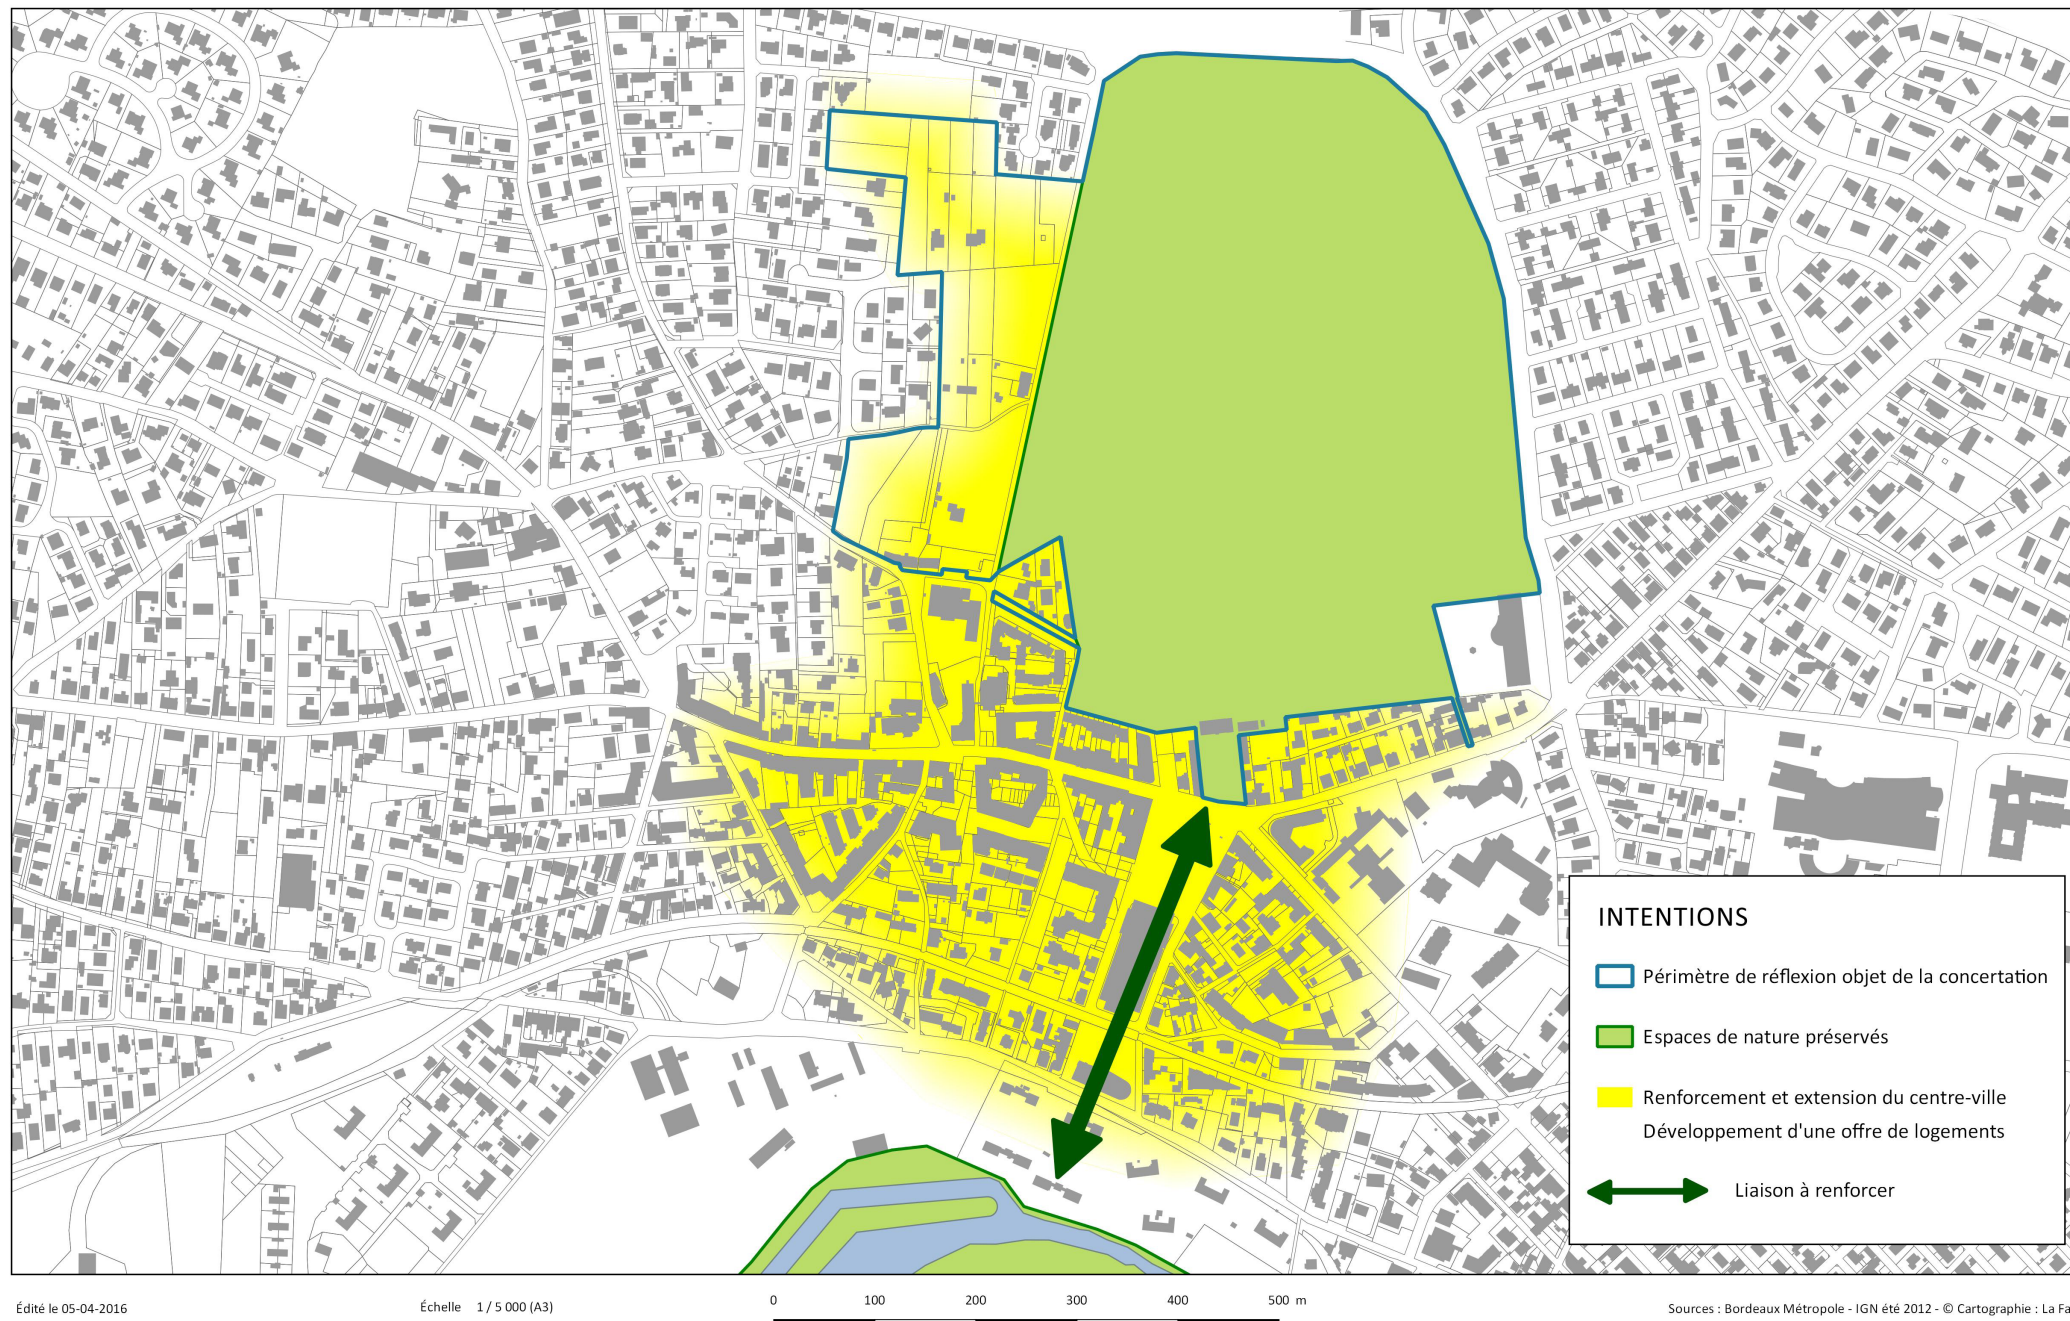 INTENTIONS
Périmètre de réflexion objet de la concertation
Espaces de nature préservés
Renforcement et extension du centre-ville
Développement d'une offre de logements
Liaison à renforcer
Édité le 05-04-2016
Échelle 1 / 5 000 (A3)
0 100 200 300 400 500 m
Sources : Bordeaux Métropole - IGN été 2012 - © Cartographie : La Fa